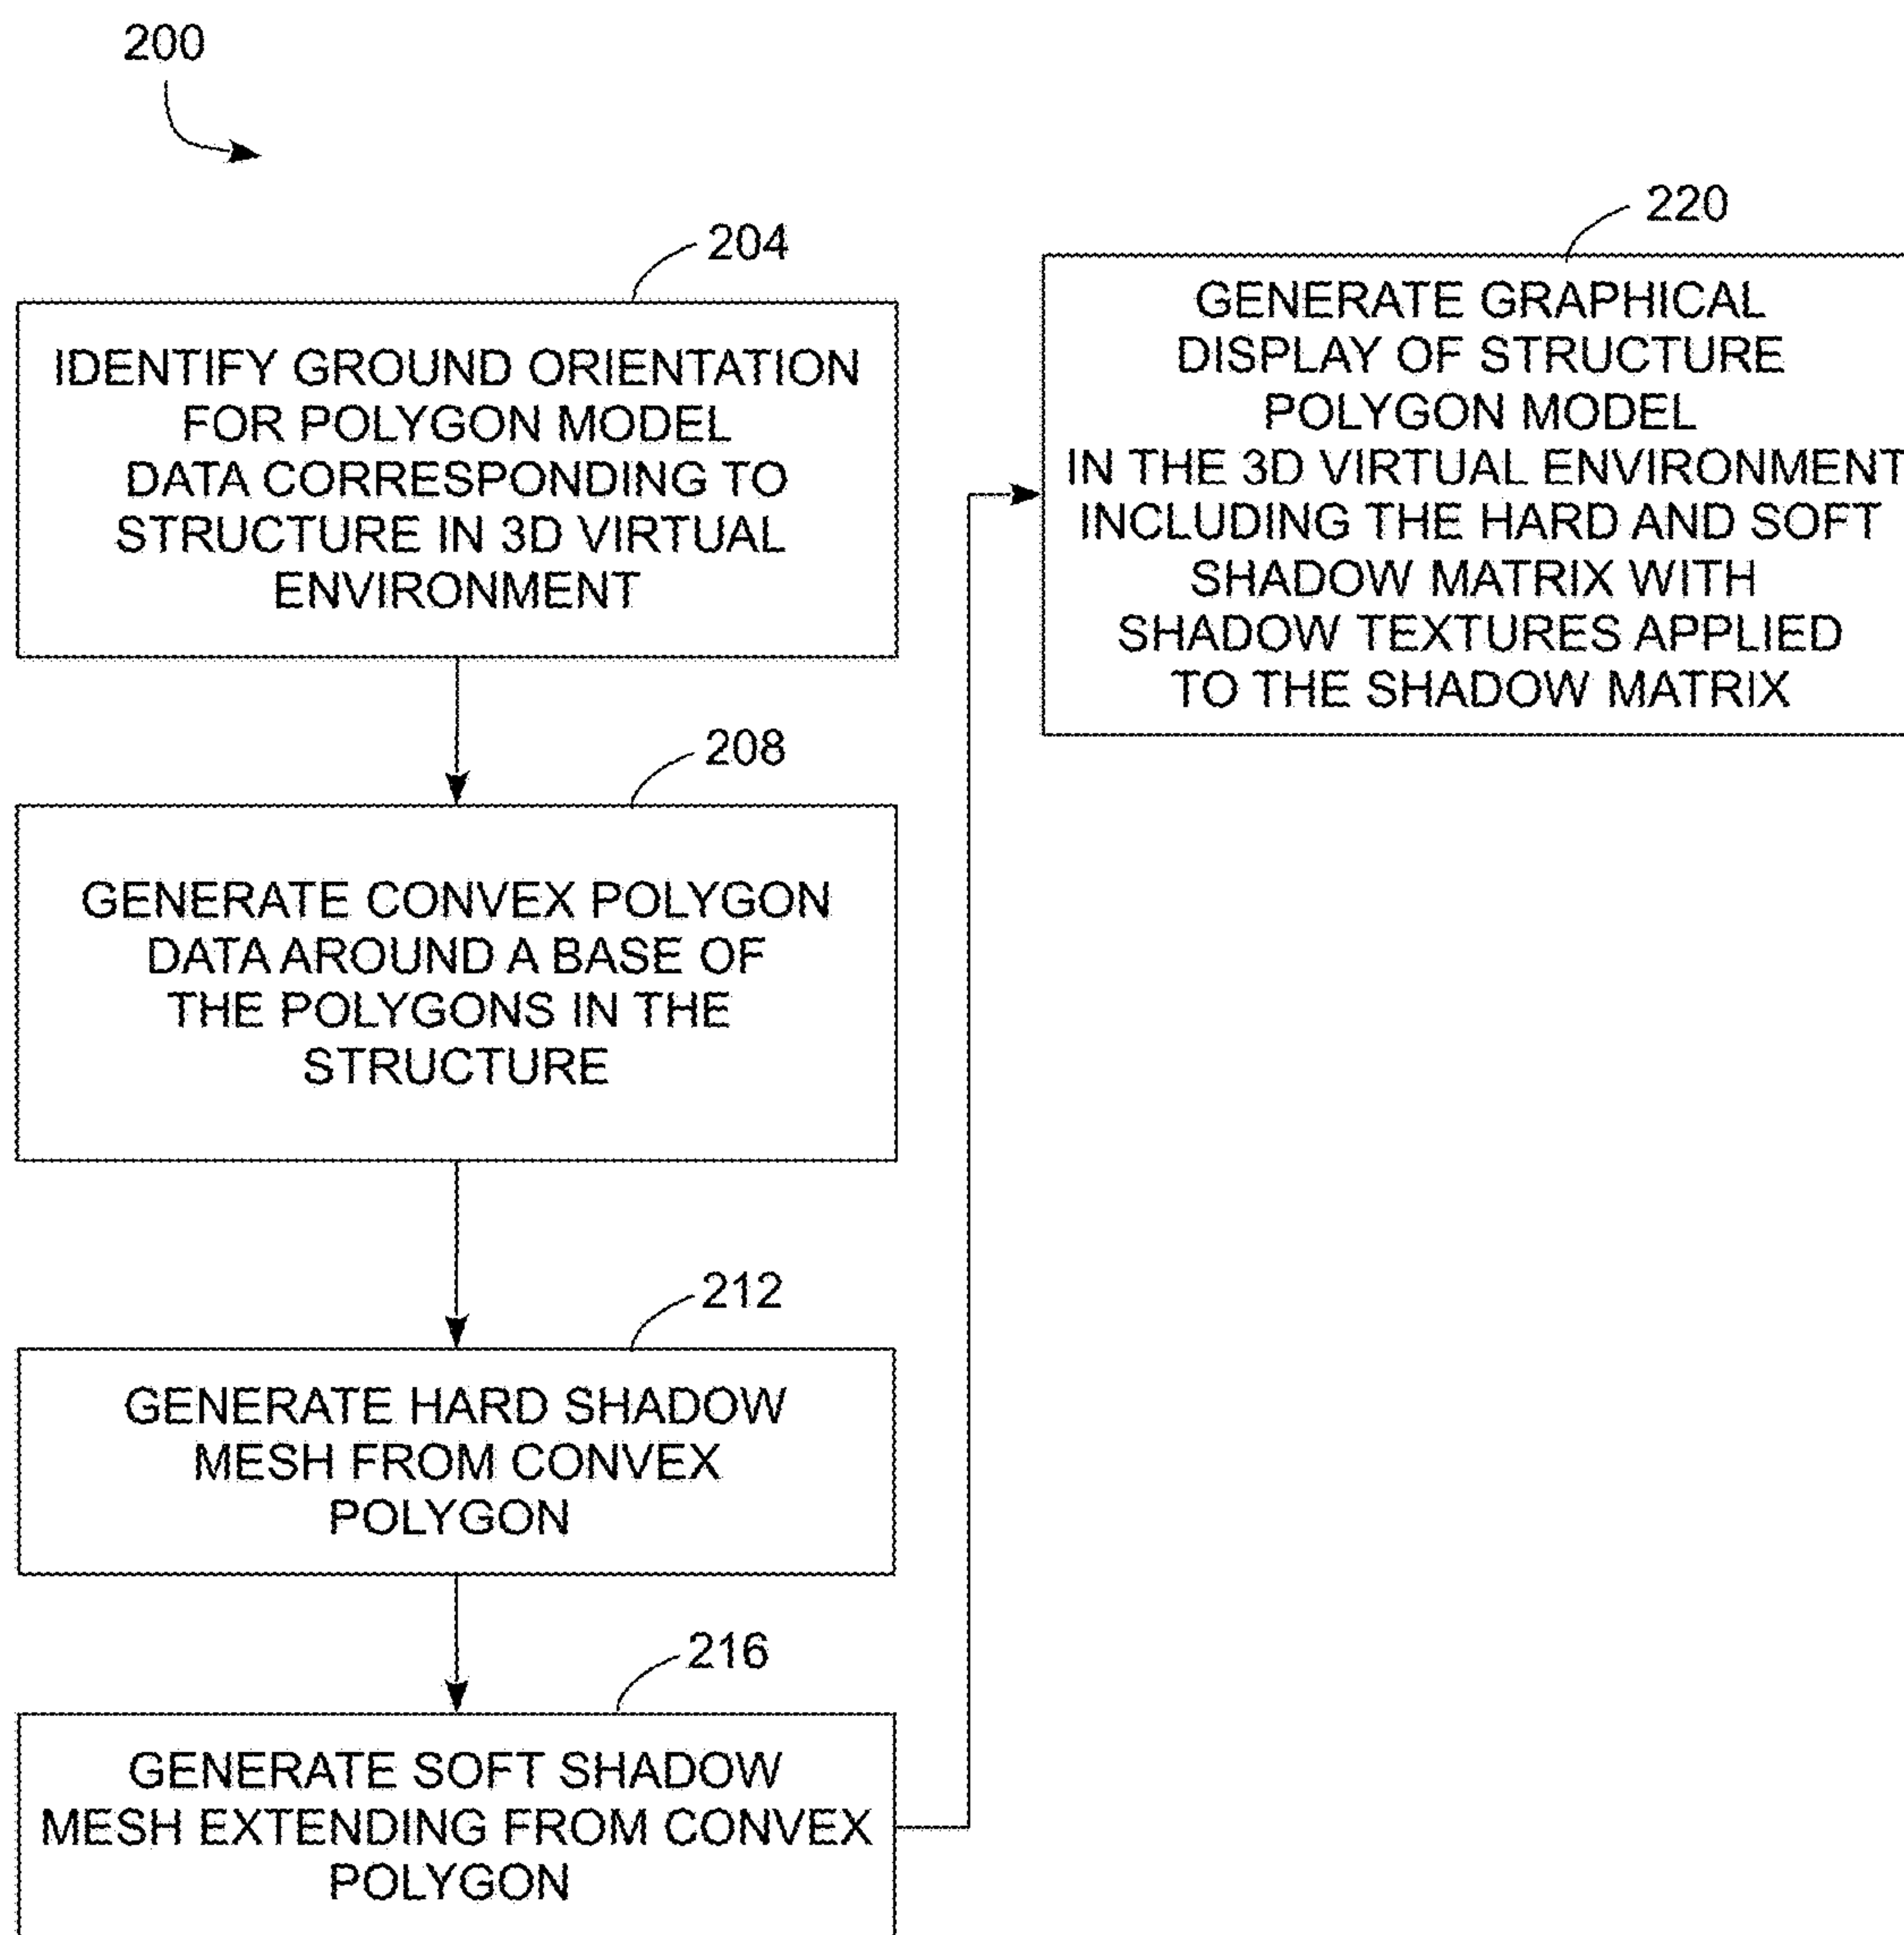 200
204
IDENTIFY GROUND ORIENTATION
FOR POLYGON MODEL
DATA CORRESPONDING TO
STRUCTURE IN 3D VIRTUAL
ENVIRONMENT
208
GENERATE CONVEX POLYGON
DATA AROUND A BASE OF
THE POLYGONS IN THE
STRUCTURE
212
GENERATE HARD SHADOW
MESH FROM CONVEX
POLYGON
216
GENERATE SOFT SHADOW
MESH EXTENDING FROM CONVEX
POLYGON
220
GENERATE GRAPHICAL
DISPLAY OF STRUCTURE
POLYGON MODEL
IN THE 3D VIRTUAL ENVIRONMENT
INCLUDING THE HARD AND SOFT
SHADOW MATRIX WITH
SHADOW TEXTURES APPLIED
TO THE SHADOW MATRIX